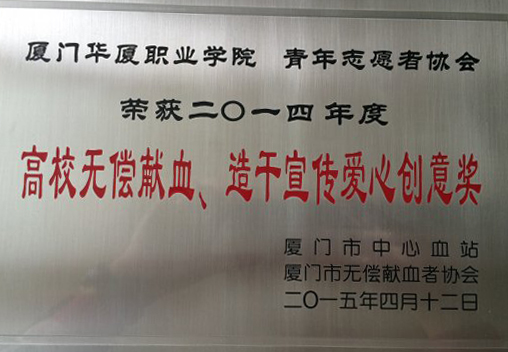 厦门华厦职业学院 青年志愿者协会
荣获二〇一四年度
高校无偿献血、造干宣传爱心创意奖
厦门市中心血站
厦门市无偿献血者协会
二〇一五年四月十二日